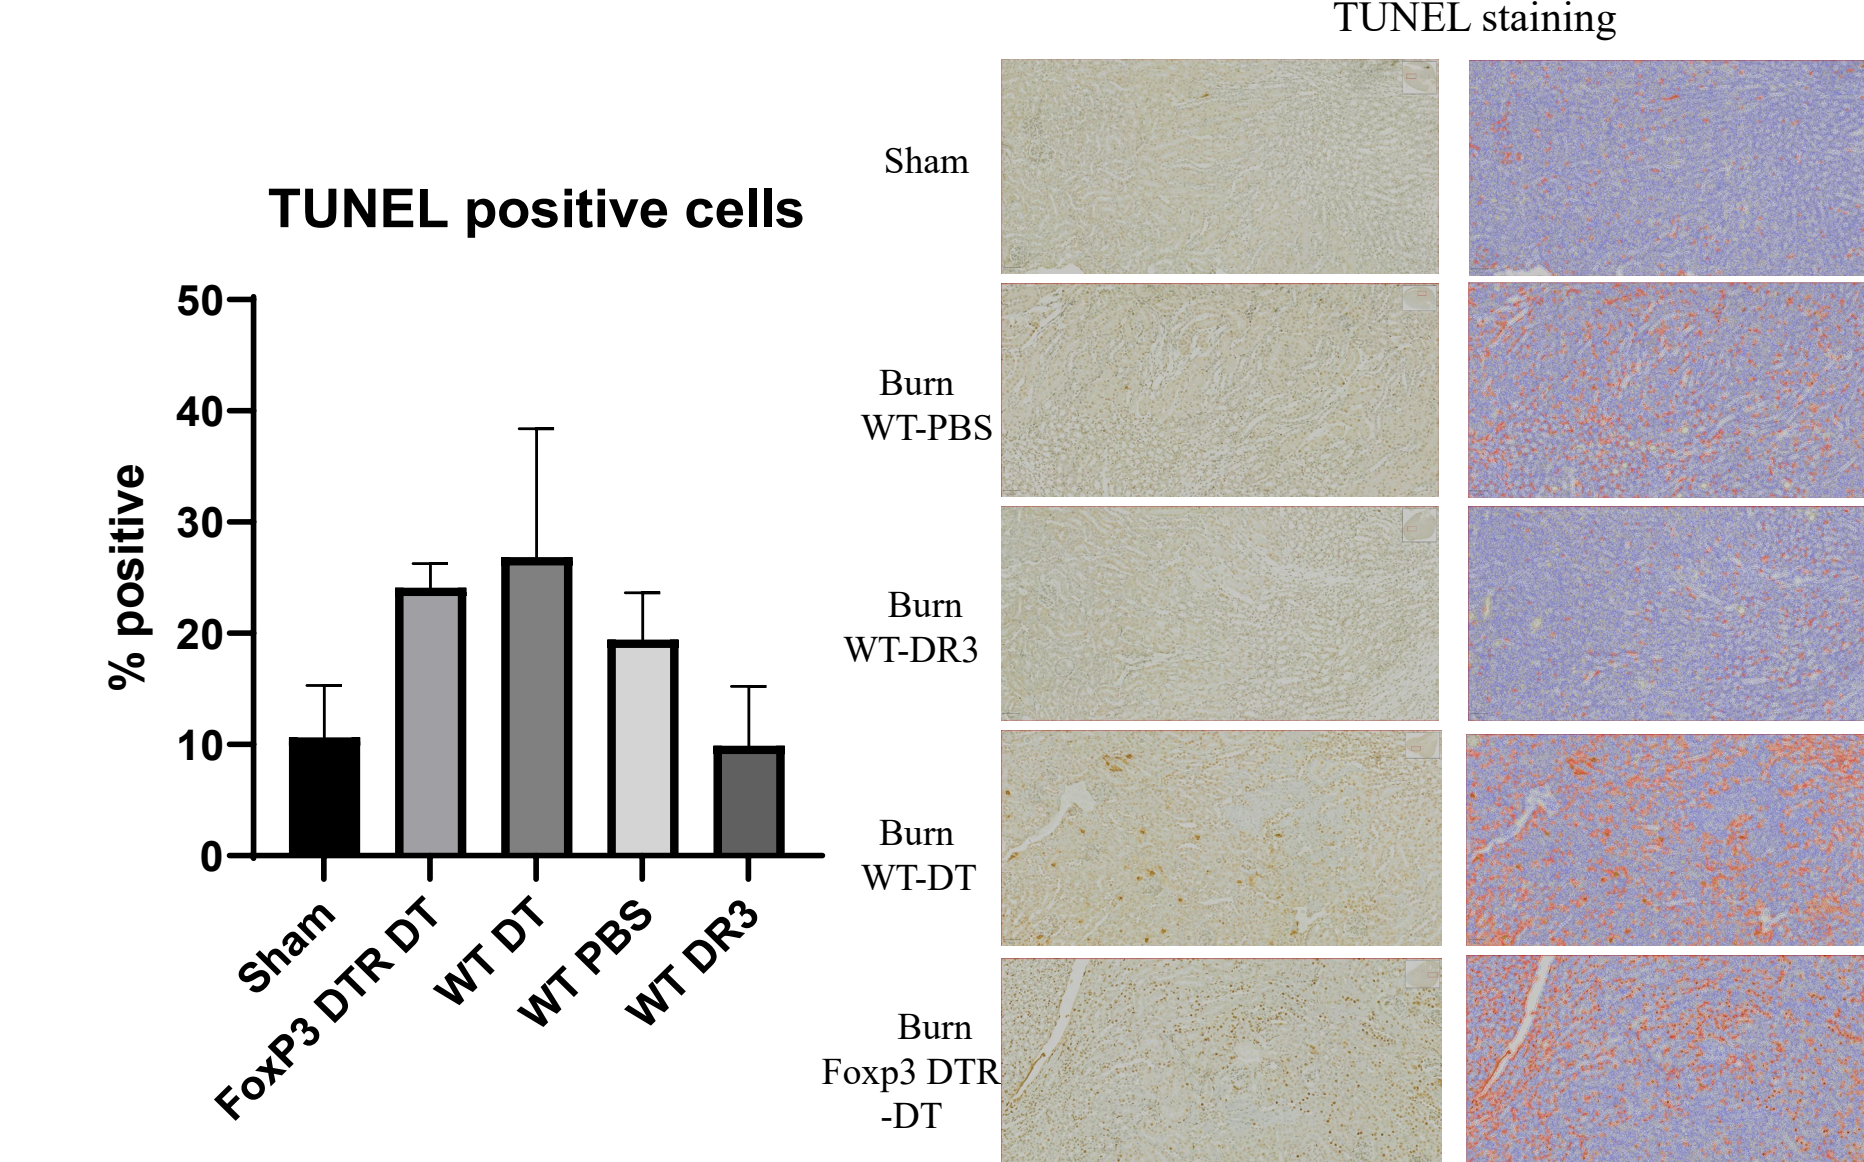 TUNEL staining
TUNEL positive cells
% positive
50
40
30
20
10
0
Sham
FoxP3 DTR DT
WT DT
WT PBS
WT DR3
Sham
Burn
WT-PBS
Burn
WT-DR3
Burn
WT-DT
Burn
Foxp3 DTR
-DT